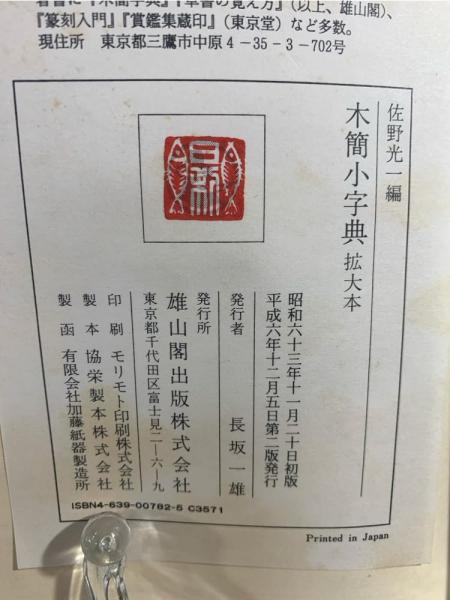 著書に『木簡字典』『草書の覚え方』(以上、雄山閣)、
『篆刻入門』『賞鑑集蔵印』(東京堂)など多数。
現住所 東京都三鷹市中原4-35-3-702号
佐野光一編
木簡小字典 拡大本
昭和六十三年十一月二十日初版
平成六年十二月五日第二版発行
発行者 長坂一雄
発行所 雄山閣出版株式会社
東京都千代田区富士見二-六-九
印刷 モリモト印刷株式会社
製本 協栄製本株式会社
製函 有限会社加藤紙器製造所
ISBN4-639-00782-5 C3571
Printed in Japan